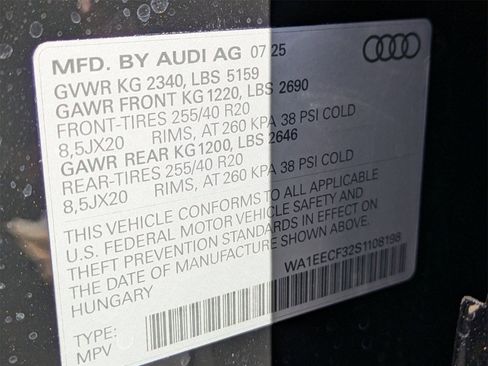 MFD. BY AUDI AG 07/25
GVWR KG 2340, LBS 5159
GAWR FRONT KG 1220, LBS 2690
FRONT-TIRES 255/40 R20
8,5JX20 RIMS, AT 260 KPA 38 PSI COLD
GAWR REAR KG1200, LBS 2646
REAR-TIRES 255/40 R20
8,5JX20 RIMS, AT 260 KPA 38 PSI COLD
THIS VEHICLE CONFORMS TO ALL APPLICABLE
U.S. FEDERAL MOTOR VEHICLE SAFETY AND
THEFT PREVENTION STANDARDS IN EFFECT ON
THE DATE OF MANUFACTURE SHOWN ABOVE.
HUNGARY
WA1EECF32S1108198
TYPE:
MPV